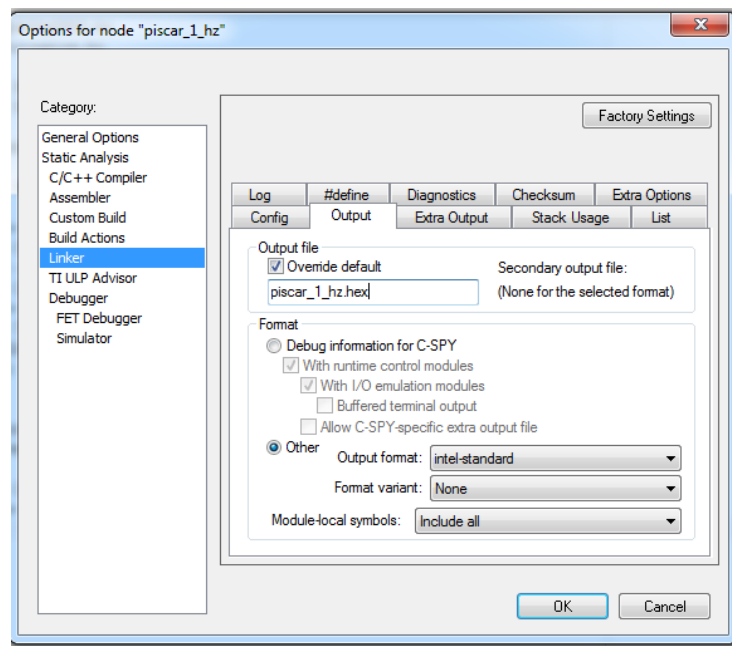 Options for node "piscar_1_hz"
x
Category:
General Options
Static Analysis
C/C++ Compiler
Assembler
Custom Build
Build Actions
Linker
TI ULP Advisor
Debugger
FET Debugger
Simulator
Factory Settings
Log #define Diagnostics Checksum Extra Options
Config Output Extra Output Stack Usage List
Output file
Override default
Secondary output file:
piscar_1_hz.hex
(None for the selected format)
Format
Debug information for C-SPY
With runtime control modules
With I/O emulation modules
Buffered terminal output
Allow C-SPY-specific extra output file
Other
Output format: intel-standard
Format variant: None
Module-local symbols: Include all
OK Cancel